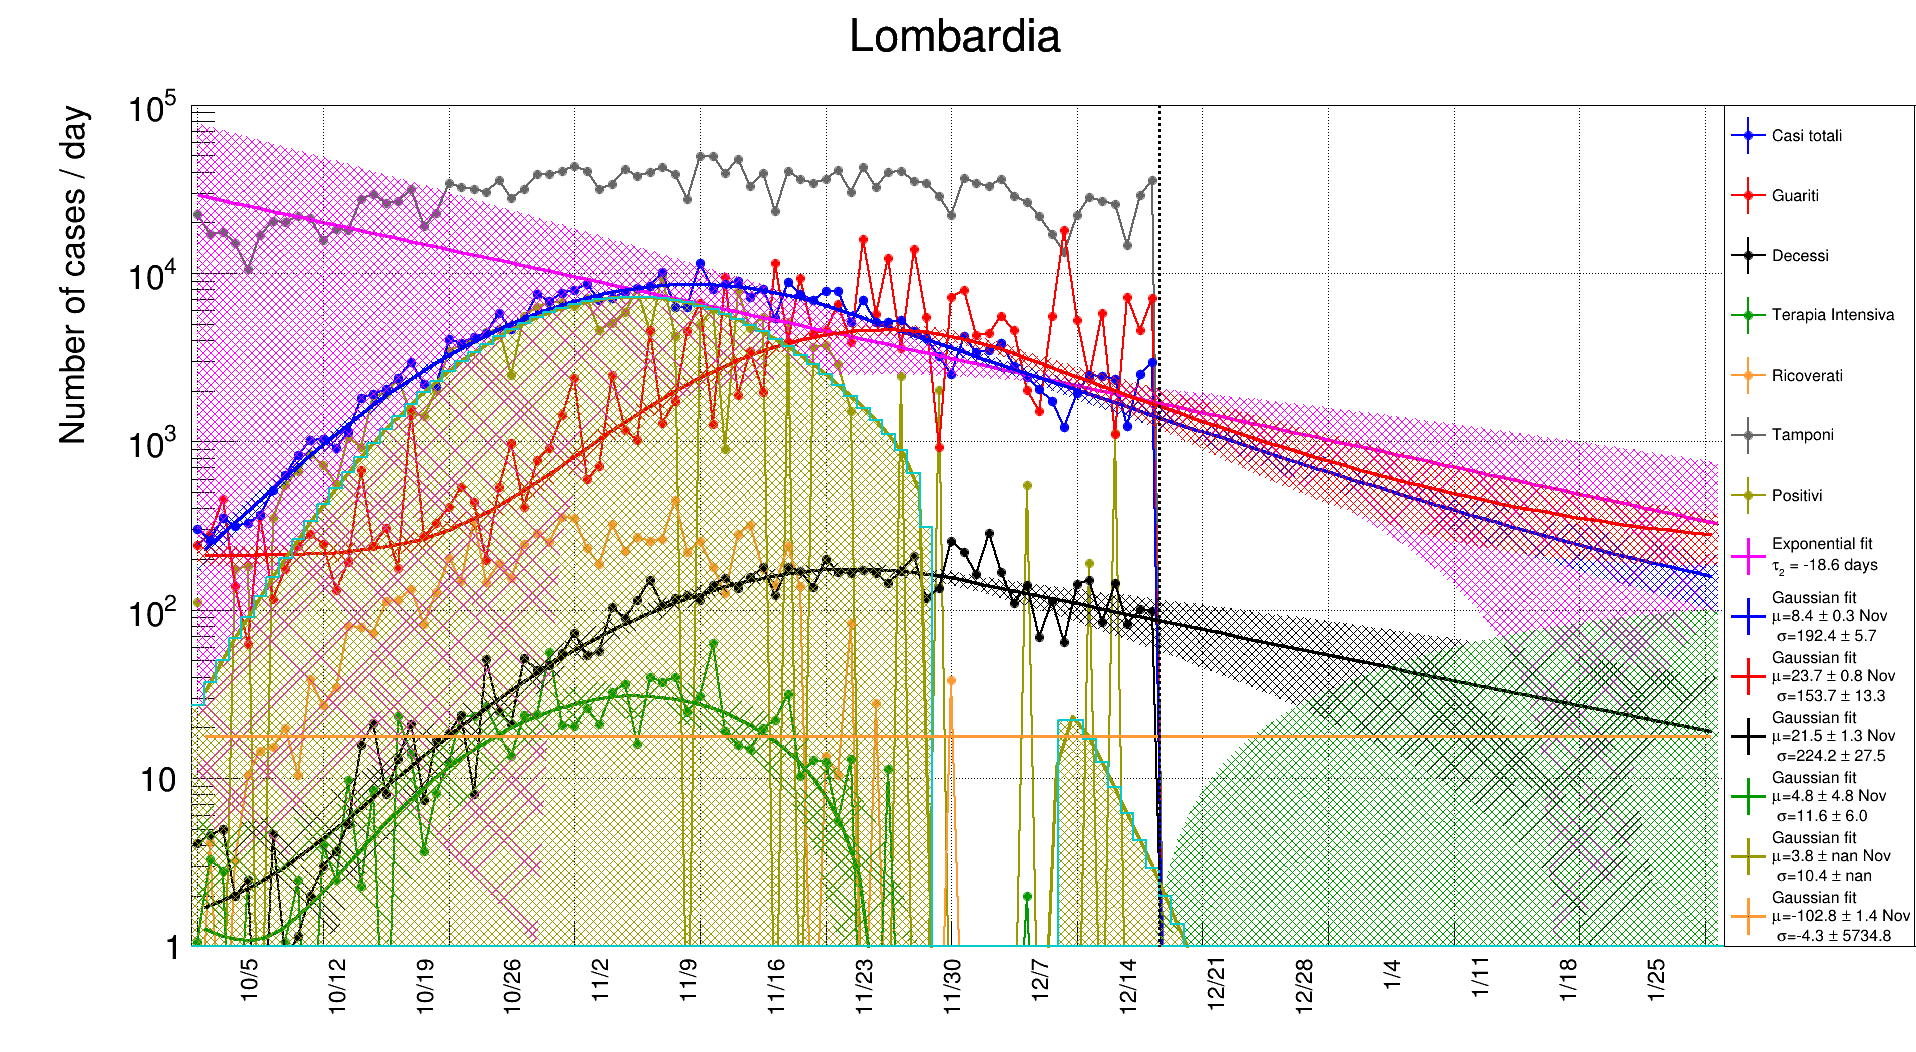 Lombardia
Number of cases / day
10^5
10^4
10^3
10^2
10
1
10/5 10/12 10/19 10/26 11/2 11/9 11/16 11/23 11/30 12/7 12/14 12/21 12/28 1/4 1/11 1/18 1/25
Casi totali
Guariti
Decessi
Terapia Intensiva
Ricoverati
Tamponi
Positivi
Exponential fit
τ₂ = -18.6 days
Gaussian fit
μ=8.4 ± 0.3 Nov
σ=192.4 ± 5.7
Gaussian fit
μ=23.7 ± 0.8 Nov
σ=153.7 ± 13.3
Gaussian fit
μ=21.5 ± 1.3 Nov
σ=224.2 ± 27.5
Gaussian fit
μ=4.8 ± 4.8 Nov
σ=11.6 ± 6.0
Gaussian fit
μ=3.8 ± nan Nov
σ=10.4 ± nan
Gaussian fit
μ=-102.8 ± 1.4 Nov
σ=-4.3 ± 5734.8